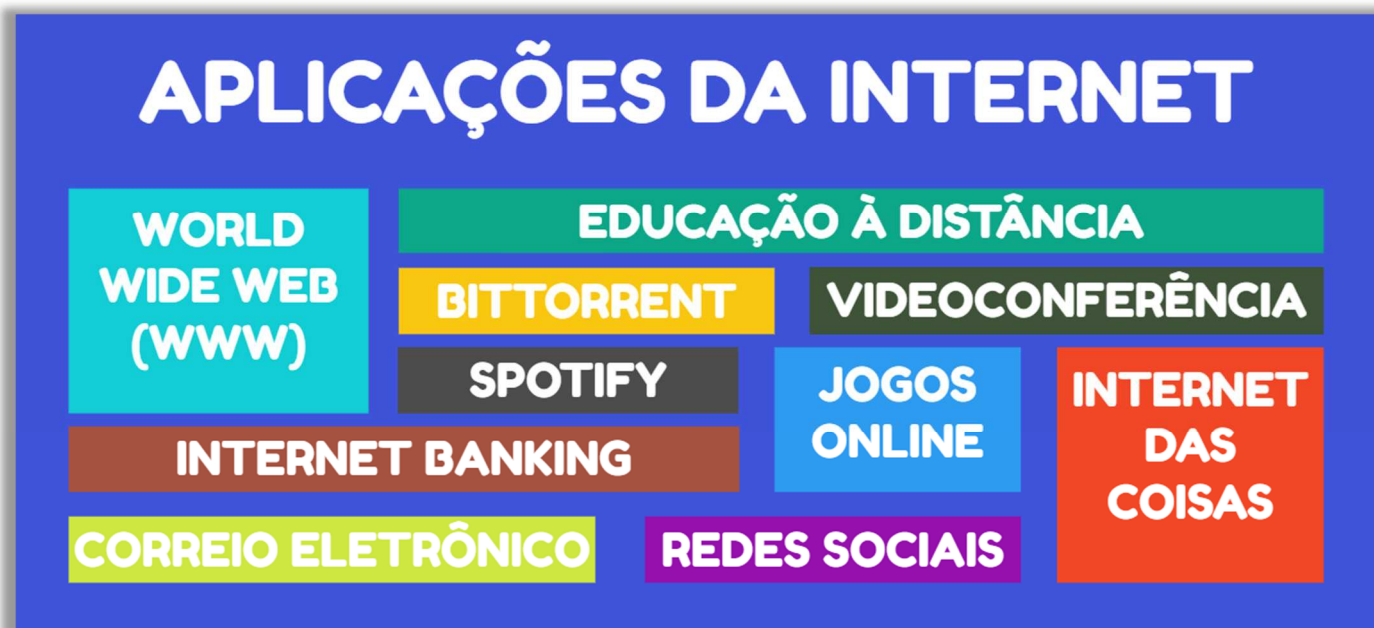 APLICAÇÕES DA INTERNET
WORLD
WIDE WEB
(WWW)
EDUCAÇÃO À DISTÂNCIA
BITTORRENT
VIDEOCONFERÊNCIA
SPOTIFY
JOGOS
ONLINE
INTERNET
DAS
COISAS
INTERNET BANKING
CORREIO ELETRÔNICO
REDES SOCIAIS